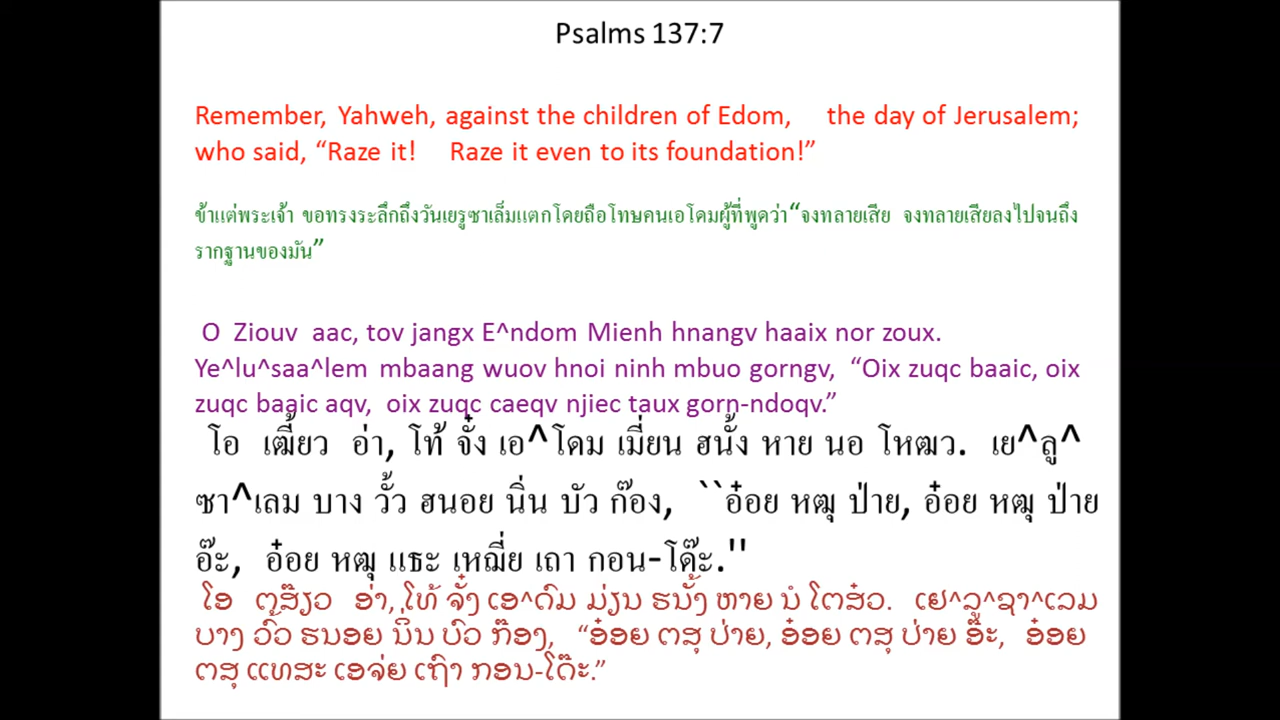 Psalms 137:7
Remember, Yahweh, against the children of Edom, the day of Jerusalem;
who said, “Raze it! Raze it even to its foundation!”
ข้าแต่พระเจ้า ขอทรงระลึกถึงวันเยรูซาเล็มแตกโดยถือโทษคนเอโดมผู้ที่พูดว่า“จงทลายเสีย จงทลายเสียลงไปจนถึง
รากฐานของมัน”
O Ziouv aac, tov jangx E^ndom Mienh hnangv haaix nor zoux.
Ye^lu^saa^lem mbaang wuov hnoi ninh mbuo gorngv, “Oix zuqc baaic, oix
zuqc baaic aqv, oix zuqc caeqv njiec taux gorn-ndoqv.”
โอ เฒี้ยว อ่า, โท้ จั๋ง เอ^โดม เมี่ยน ฮนั้ง หาย นอ โหฒว. เย^ลู^
ซา^เลม บาง วั้ว ฮนอย นิ่น บัว ก๊อง, ``อ๋อย หฒุ ป่าย, อ๋อย หฒุ ป่าย
อ๊ะ, อ๋อย หฒุ แธะ เหฌี่ย เถา กอน-โด๊ะ.''
ໂອ ຕສ໊ຽວ ອ່າ, ໂທ້ ຈັ໋ງ ເອ^ດົມ ມ່ຽນ ຮນັ້ງ ຫາຍ ນໍ ໂຕສ໋ວ. ເຢ^ລູ^ຊາ^ເລມ
ບາງ ວົ້ວ ຮນອຍ ນິ່ນ ບົວ ກ໊ອງ, “ອ໋ອຍ ຕສຸ ປ່າຍ, ອ໋ອຍ ຕສຸ ປ່າຍ ອ໊ະ, ອ໋ອຍ
ຕສຸ ແທສະ ເອຈ່ຍ ເຖົາ ກອນ-ໂດ໊ະ.”